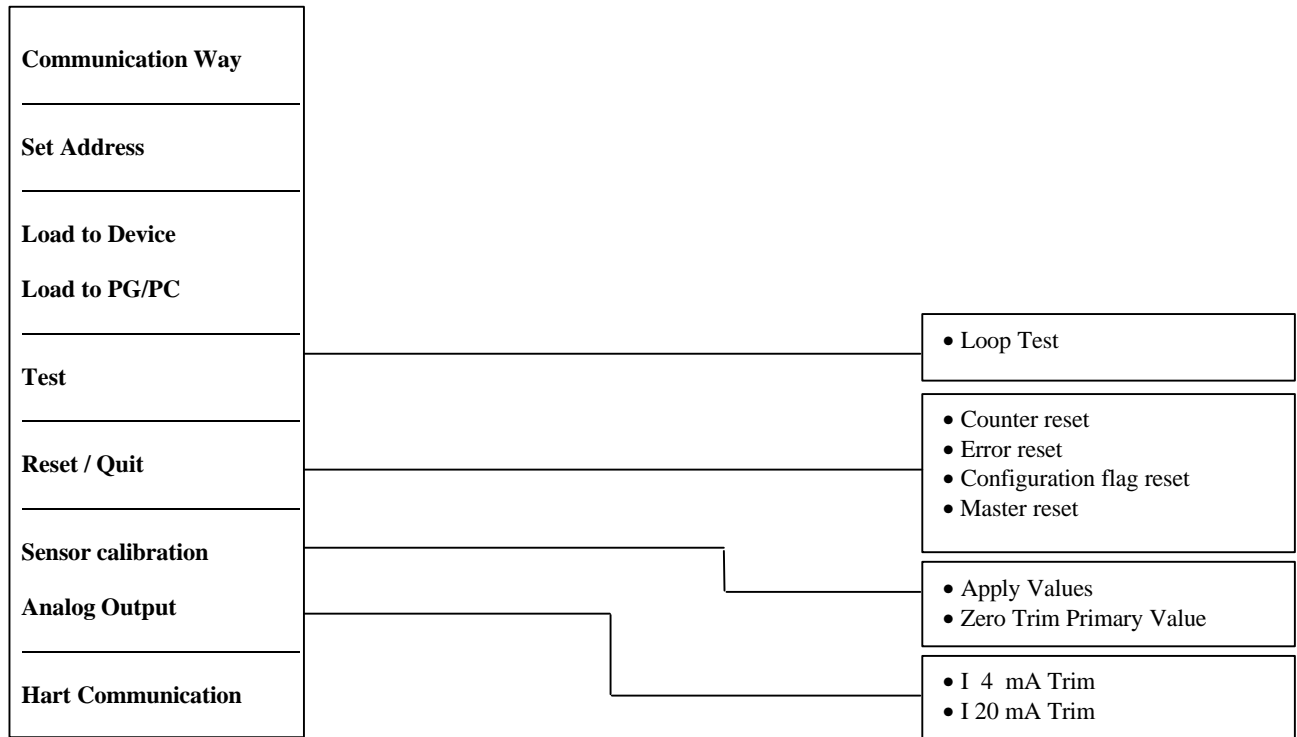 Communication Way
Set Address
Load to Device
Load to PG/PC
Test
Reset / Quit
Sensor calibration
Analog Output
Hart Communication
• Loop Test
• Counter reset
• Error reset
• Configuration flag reset
• Master reset
• Apply Values
• Zero Trim Primary Value
• I 4 mA Trim
• I 20 mA Trim